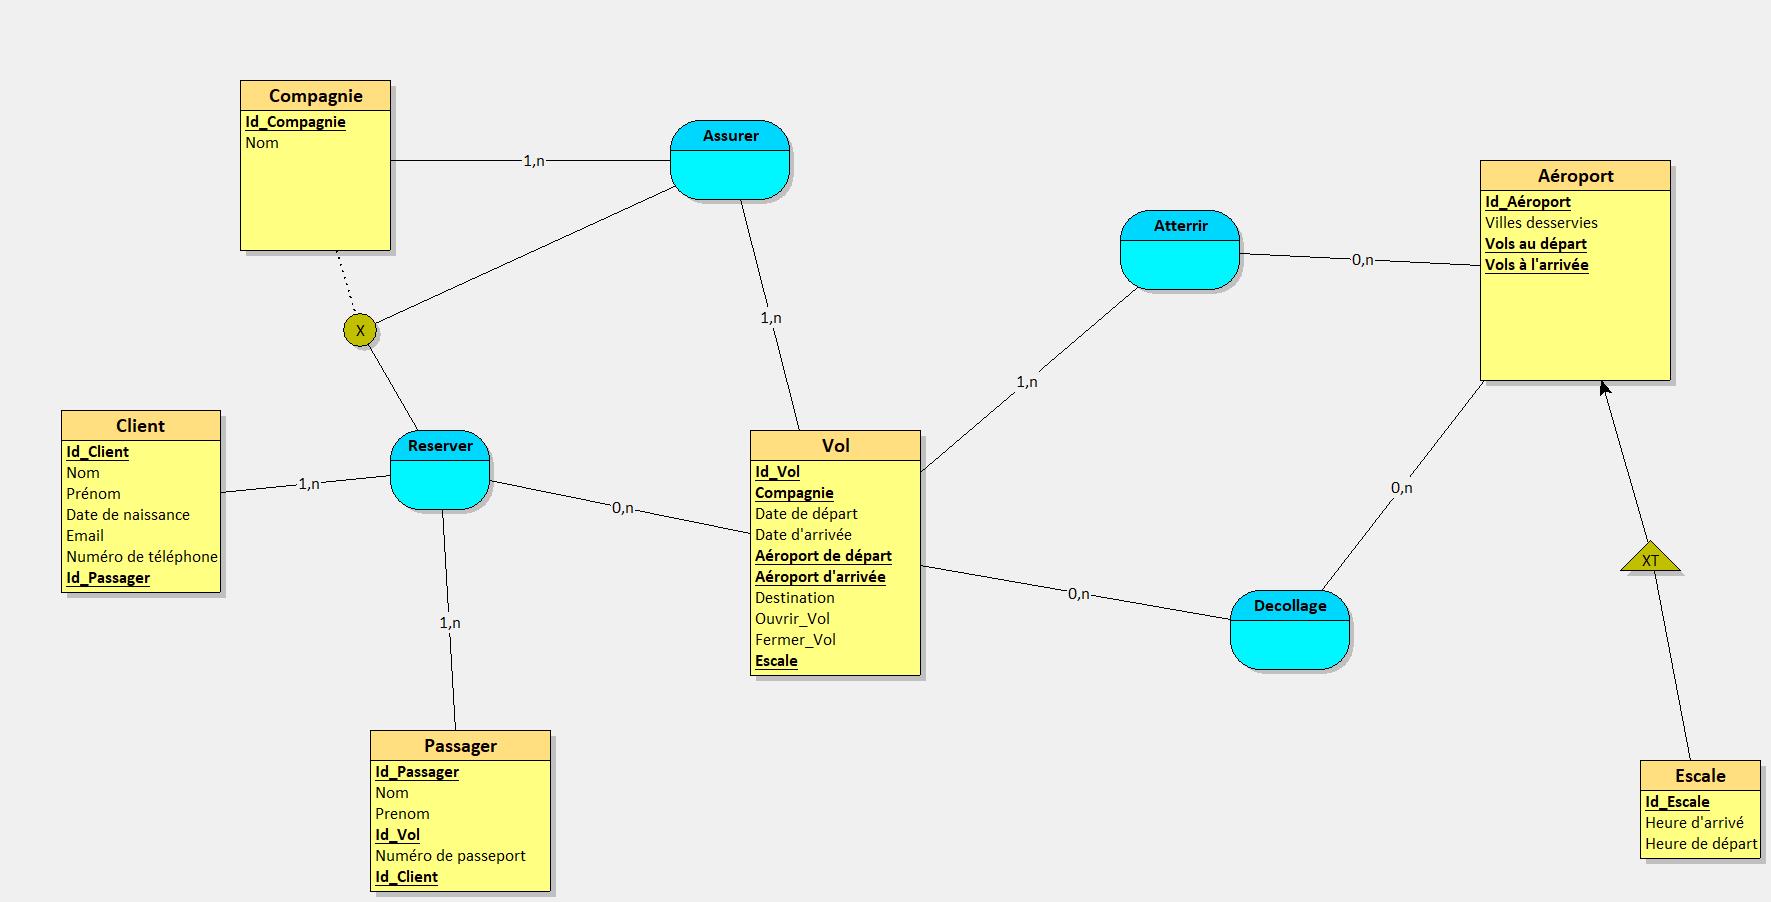 Compagnie
Id_Compagnie
Nom
1,n
Assurer
X
1,n
Atterrir
0,n
1,n
Aéroport
Id_Aéroport
Villes desservies
Vols au départ
Vols à l'arrivée
Client
Id_Client
Nom
Prénom
Date de naissance
Email
Numéro de téléphone
Id_Passager
1,n
Reserver
0,n
1,n
Vol
Id_Vol
Compagnie
Date de départ
Date d'arrivée
Aéroport de départ
Aéroport d'arrivée
Destination
Ouvrir_Vol
Fermer_Vol
Escale
0,n
0,n
Decollage
XT
Passager
Id_Passager
Nom
Prenom
Id_Vol
Numéro de passeport
Id_Client
Escale
Id_Escale
Heure d'arrivé
Heure de départ